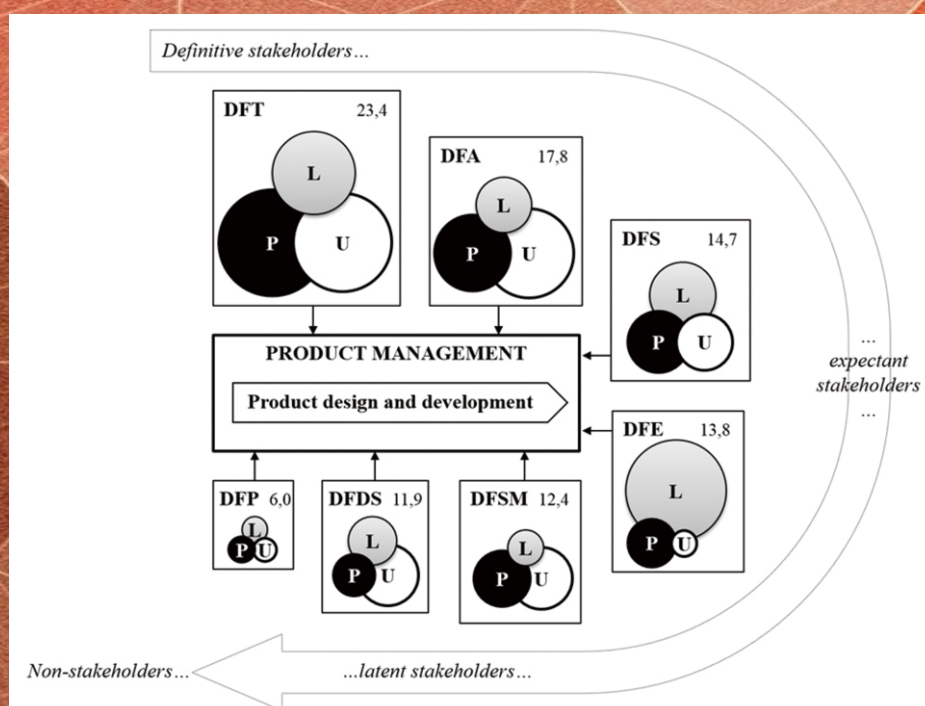 Definitive stakeholders…
DFT 23,4
L
P U
DFA 17,8
L
P U
DFS 14,7
L
P U
…
expectant
stakeholders
…
PRODUCT MANAGEMENT
Product design and development
DFE 13,8
L
P U
DFP 6,0
L
P U
DFDS 11,9
L
P U
DFSM 12,4
L
P U
Non-stakeholders…
…latent stakeholders…